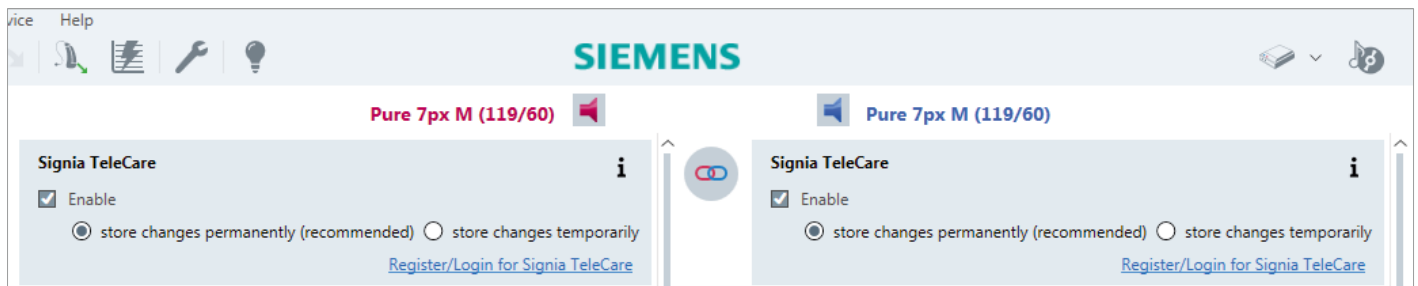 vice Help
SIEMENS
Pure 7px M (119/60) Pure 7px M (119/60)
Signia TeleCare i Signia TeleCare i
Enable Enable
store changes permanently (recommended) store changes temporarily store changes permanently (recommended) store changes temporarily
Register/Login for Signia TeleCare Register/Login for Signia TeleCare